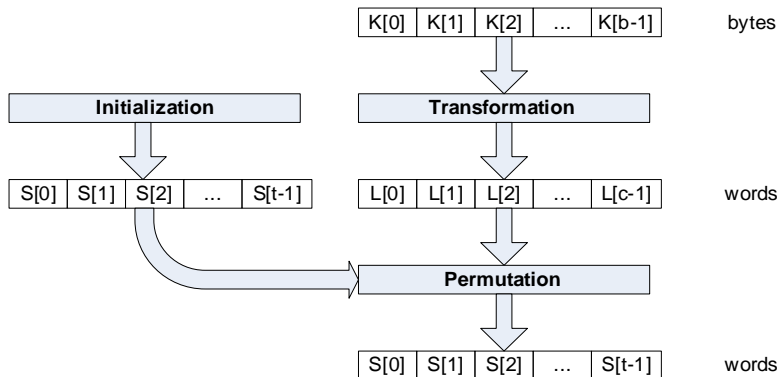 K[0] K[1] K[2] ... K[b-1] bytes
Initialization Transformation
S[0] S[1] S[2] ... S[t-1] L[0] L[1] L[2] ... L[c-1] words
Permutation
S[0] S[1] S[2] ... S[t-1] words